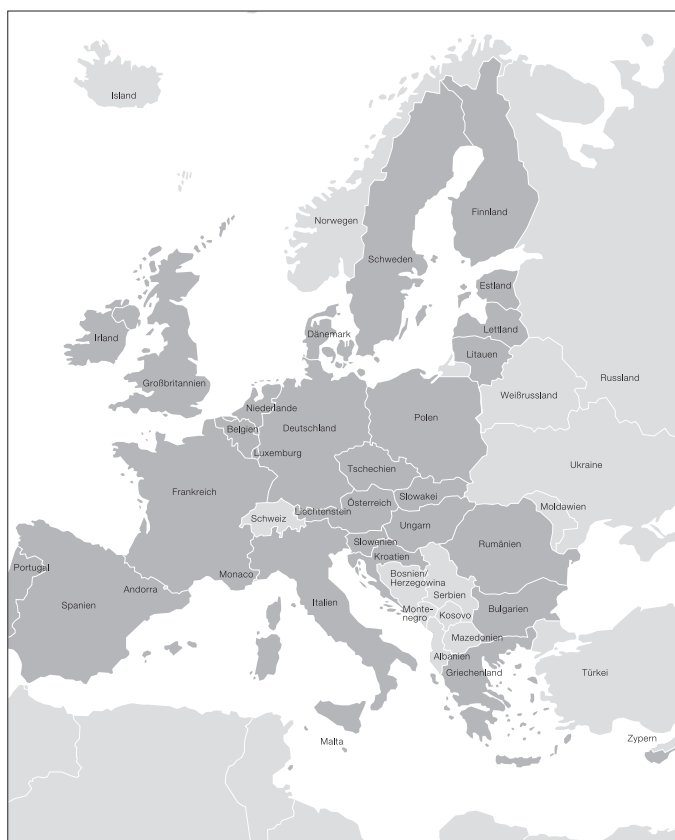 Island
Norwegen
Finnland
Schweden
Estland
Irland
Dänemark
Lettland
Litauen
Großbritannien
Russland
Weißrussland
Niederlande
Polen
Belgien
Deutschland
Luxemburg
Ukraine
Tschechien
Frankreich
Slowakei
Österreich
Moldawien
Liechtenstein
Schweiz
Ungarn
Slowenien
Rumänien
Kroatien
Portugal
Bosnien/
Herzegowina
Monaco
Andorra
Serbien
Spanien
Italien
Monte-
negro
Kosovo
Bulgarien
Mazedonien
Albanien
Griechenland
Türkei
Malta
Zypern